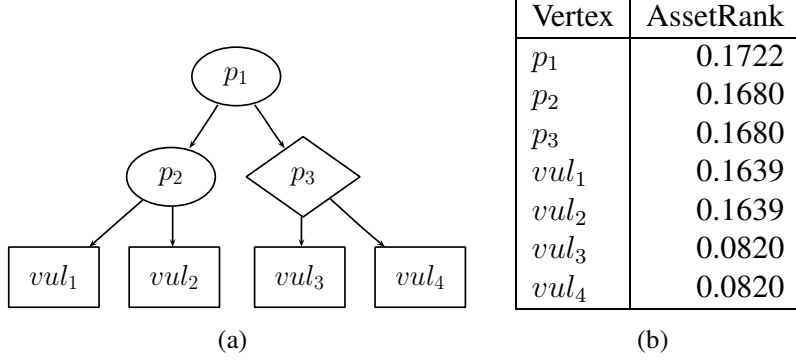 p₁
p₂ p₃
vul₁ vul₂ vul₃ vul₄
(a)
Vertex AssetRank
p₁ 0.1722
p₂ 0.1680
p₃ 0.1680
vul₁ 0.1639
vul₂ 0.1639
vul₃ 0.0820
vul₄ 0.0820
(b)